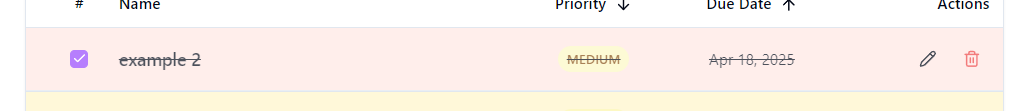 # Name Priority Due Date Actions
example 2 MEDIUM Apr 18, 2025